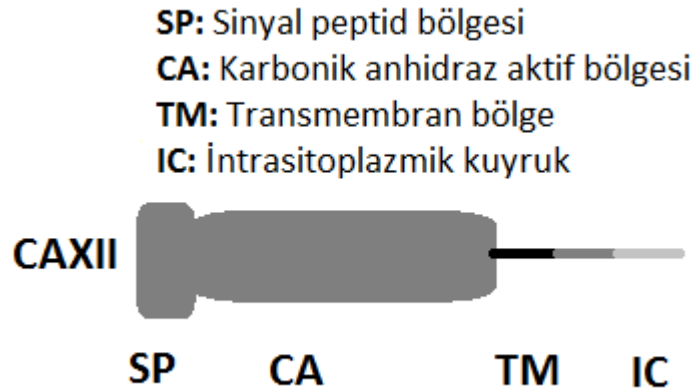 SP: Sinyal peptid bölgesi
CA: Karbonik anhidraz aktif bölgesi
TM: Transmembran bölge
IC: İntrasitoplazmik kuyruk
CAXII
SP CA TM IC